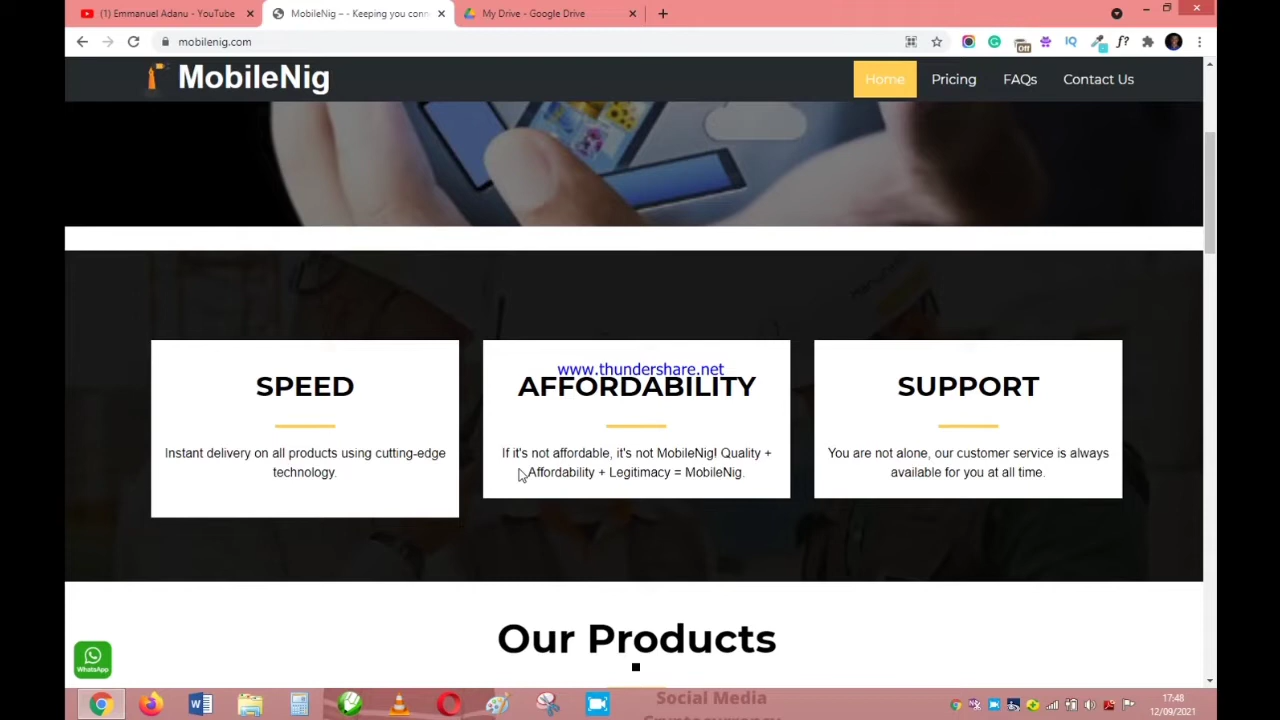 (1) Emmanuel Adanu - YouTube
MobileNig – - Keeping you conn
My Drive - Google Drive
mobilenig.com
Off
IQ
f?
MobileNig
Home
Pricing
FAQs
Contact Us
SPEED
Instant delivery on all products using cutting-edge
technology.
www.thundershare.net
AFFORDABILITY
If it's not affordable, it's not MobileNig! Quality +
Affordability + Legitimacy = MobileNig.
SUPPORT
You are not alone, our customer service is always
available for you at all time.
Our Products
WhatsApp
Social Media
Cryptocurrency
17:48
12/09/2021